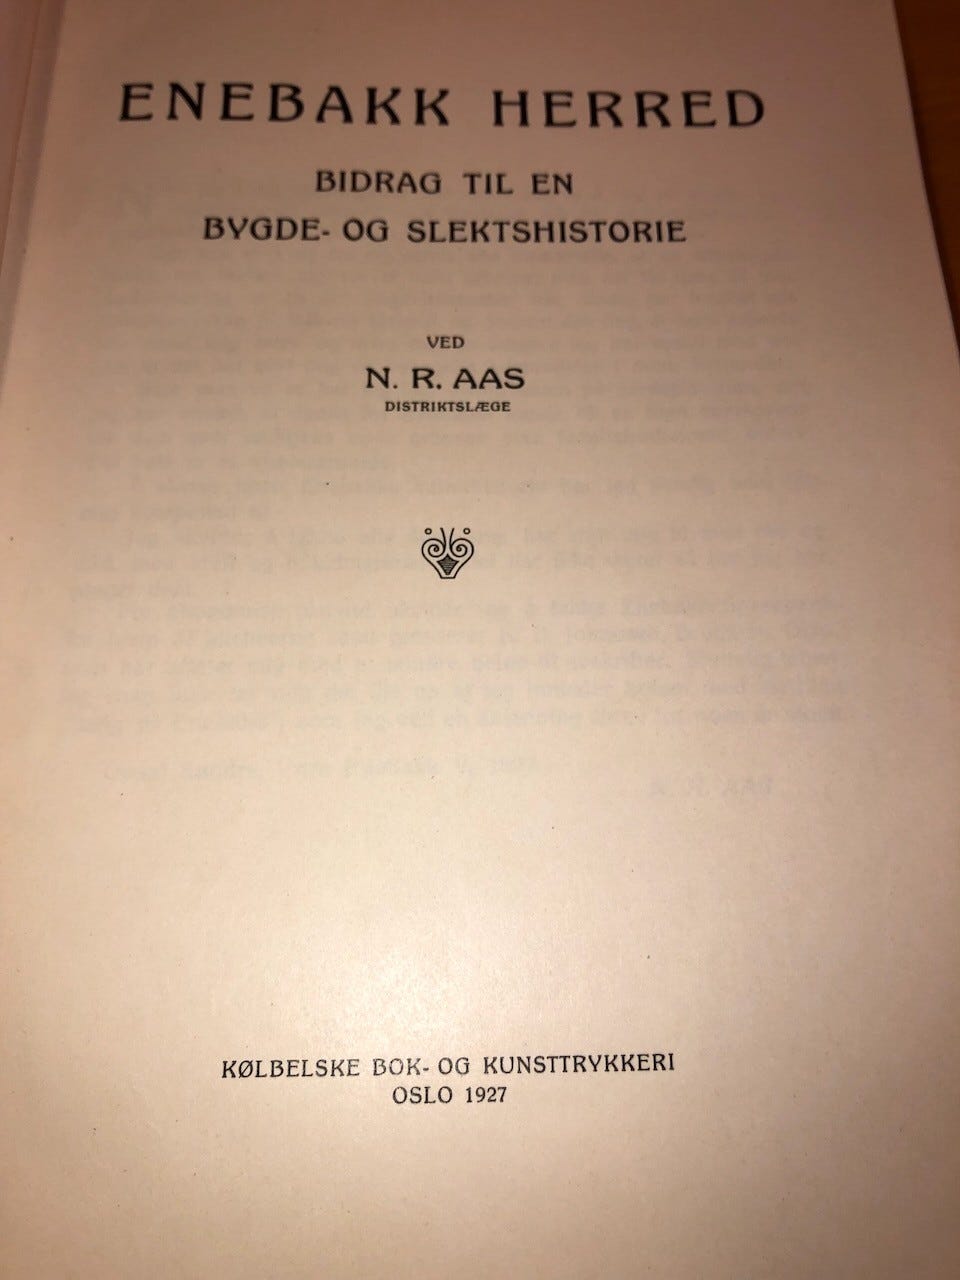 ENEBAKK HERRED
BIDRAG TIL EN
BYGDE- OG SLEKTSHISTORIE
VED
N. R. AAS
DISTRIKTSLÆGE
KØLBELSKE BOK- OG KUNSTTRYKKERI
OSLO 1927